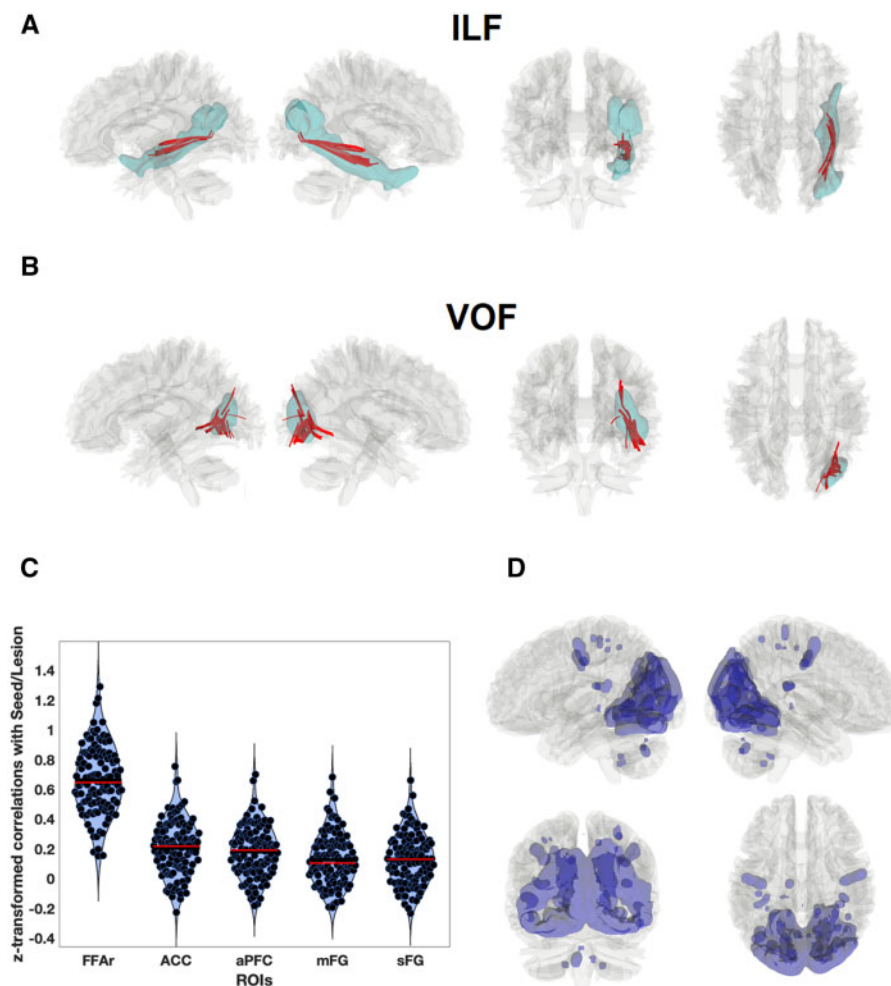 A
ILF
B
VOF
C
D
z-transformed correlations with Seed/Lesion
1.4
1.2
1
0.8
0.6
0.4
0.2
0
-0.2
-0.4
FFAr ACC aPFC mFG sFG
ROIs